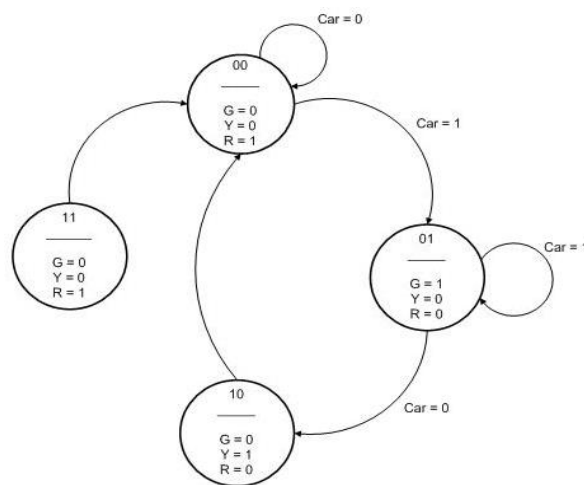 Car = 0
00
G = 0
Y = 0
R = 1
Car = 1
11
G = 0
Y = 0
R = 1
01
G = 1
Y = 0
R = 0
Car = 1
Car = 0
10
G = 0
Y = 1
R = 0